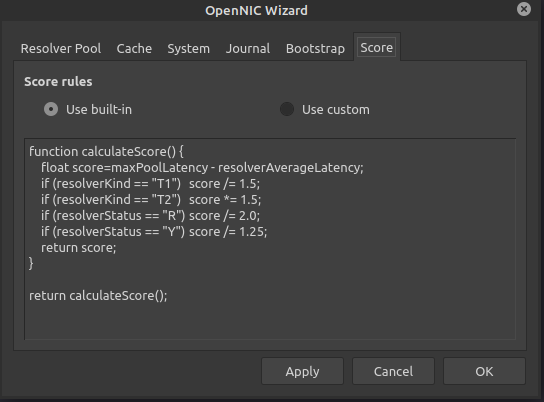 OpenNIC Wizard
Resolver Pool Cache System Journal Bootstrap Score
Score rules
Use built-in Use custom
function calculateScore() {
float score=maxPoolLatency - resolverAverageLatency;
if (resolverKind == "T1") score /= 1.5;
if (resolverKind == "T2") score *= 1.5;
if (resolverStatus == "R") score /= 2.0;
if (resolverStatus == "Y") score /= 1.25;
return score;
}
return calculateScore();
Apply Cancel OK